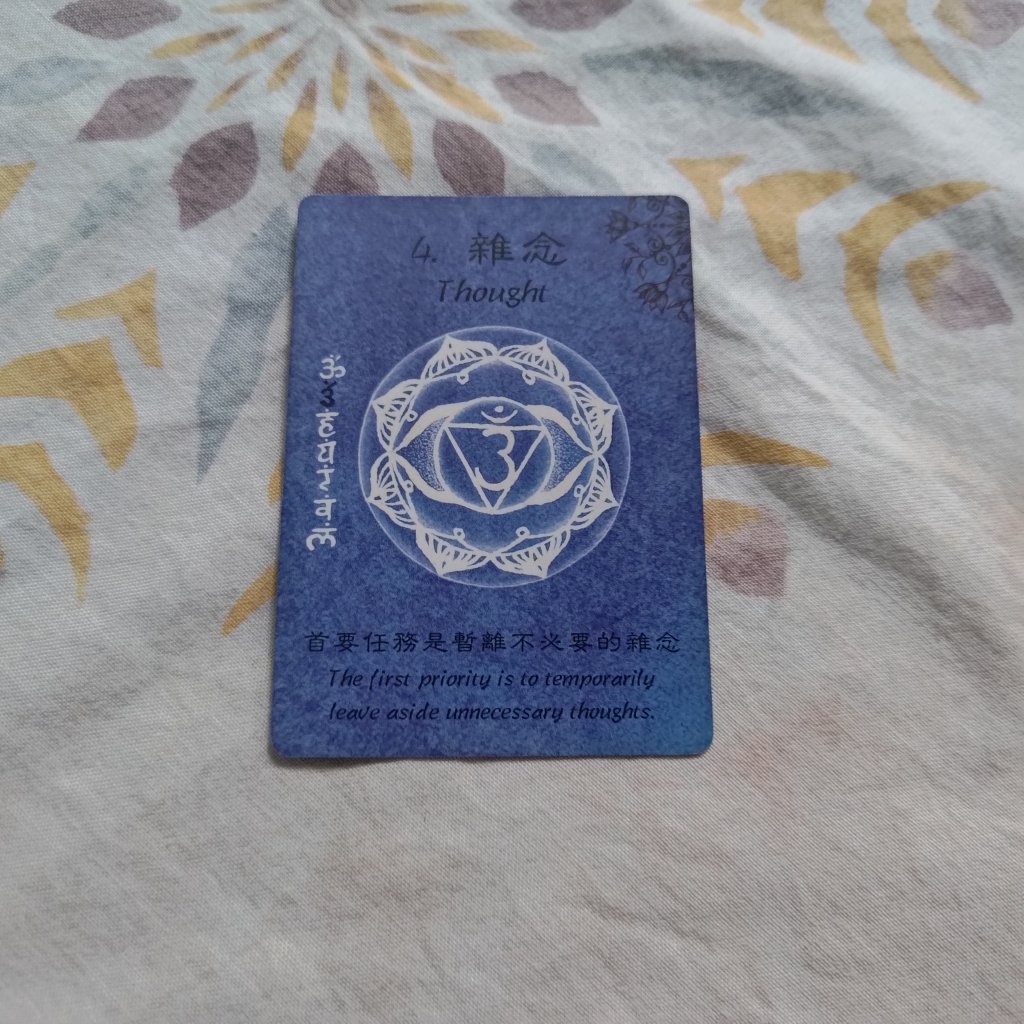 4. 雜念
Thought
ॐ
首要任務是暫離不必要的雜念
The first priority is to temporarily
leave aside unnecessary thoughts.